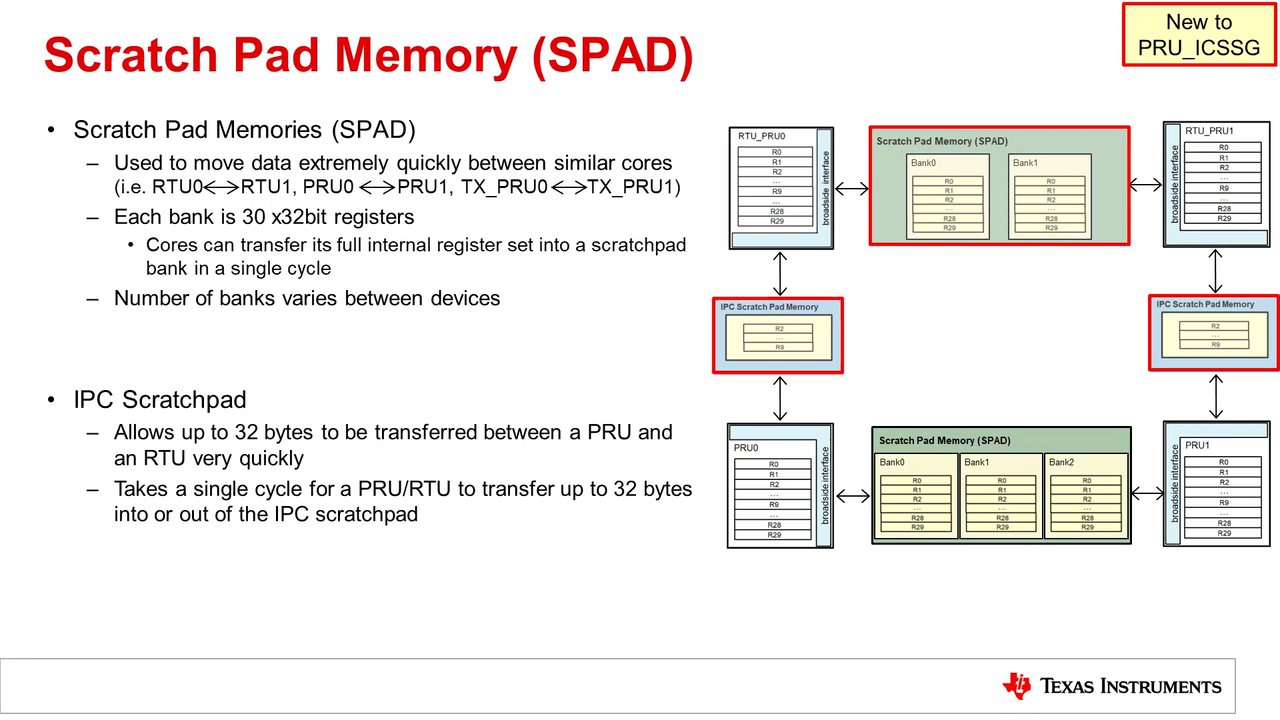 New to
PRU_ICSSG
Scratch Pad Memory (SPAD)
• Scratch Pad Memories (SPAD)
– Used to move data extremely quickly between similar cores
(i.e. RTU0<->RTU1, PRU0 <->PRU1, TX_PRU0 <->TX_PRU1)
– Each bank is 30 x32bit registers
• Cores can transfer its full internal register set into a scratchpad
bank in a single cycle
– Number of banks varies between devices
• IPC Scratchpad
– Allows up to 32 bytes to be transferred between a PRU and
an RTU very quickly
– Takes a single cycle for a PRU/RTU to transfer up to 32 bytes
into or out of the IPC scratchpad
RTU_PRU0
R0
R1
R2
...
R9
...
R28
R29
broadside interface
Scratch Pad Memory (SPAD)
Bank0
R0
R1
R2
...
R28
R29
Bank1
R0
R1
R2
...
R28
R29
RTU_PRU1
broadside interface
R0
R1
R2
...
R9
...
R28
R29
IPC Scratch Pad Memory
R2
...
R9
IPC Scratch Pad Memory
R2
...
R9
PRU0
R0
R1
R2
...
R9
...
R28
R29
broadside interface
Scratch Pad Memory (SPAD)
Bank0
R0
R1
R2
...
R28
R29
Bank1
R0
R1
R2
...
R28
R29
Bank2
R0
R1
R2
...
R28
R29
PRU1
broadside interface
R0
R1
R2
...
R9
...
R28
R29
TEXAS INSTRUMENTS